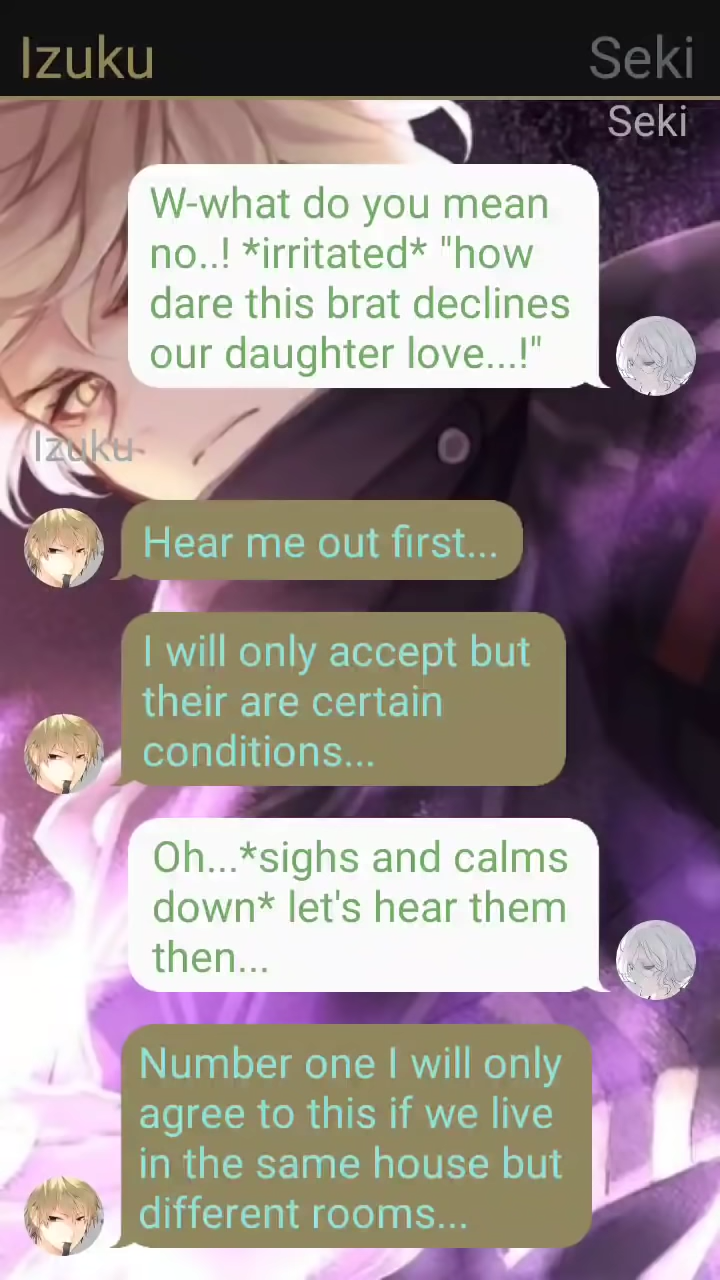 Izuku Seki
Seki
W-what do you mean
no..! *irritated* "how
dare this brat declines
our daughter love...!"
Izuku
Hear me out first...
I will only accept but
their are certain
conditions...
Oh...*sighs and calms
down* let's hear them
then...
Number one I will only
agree to this if we live
in the same house but
different rooms...